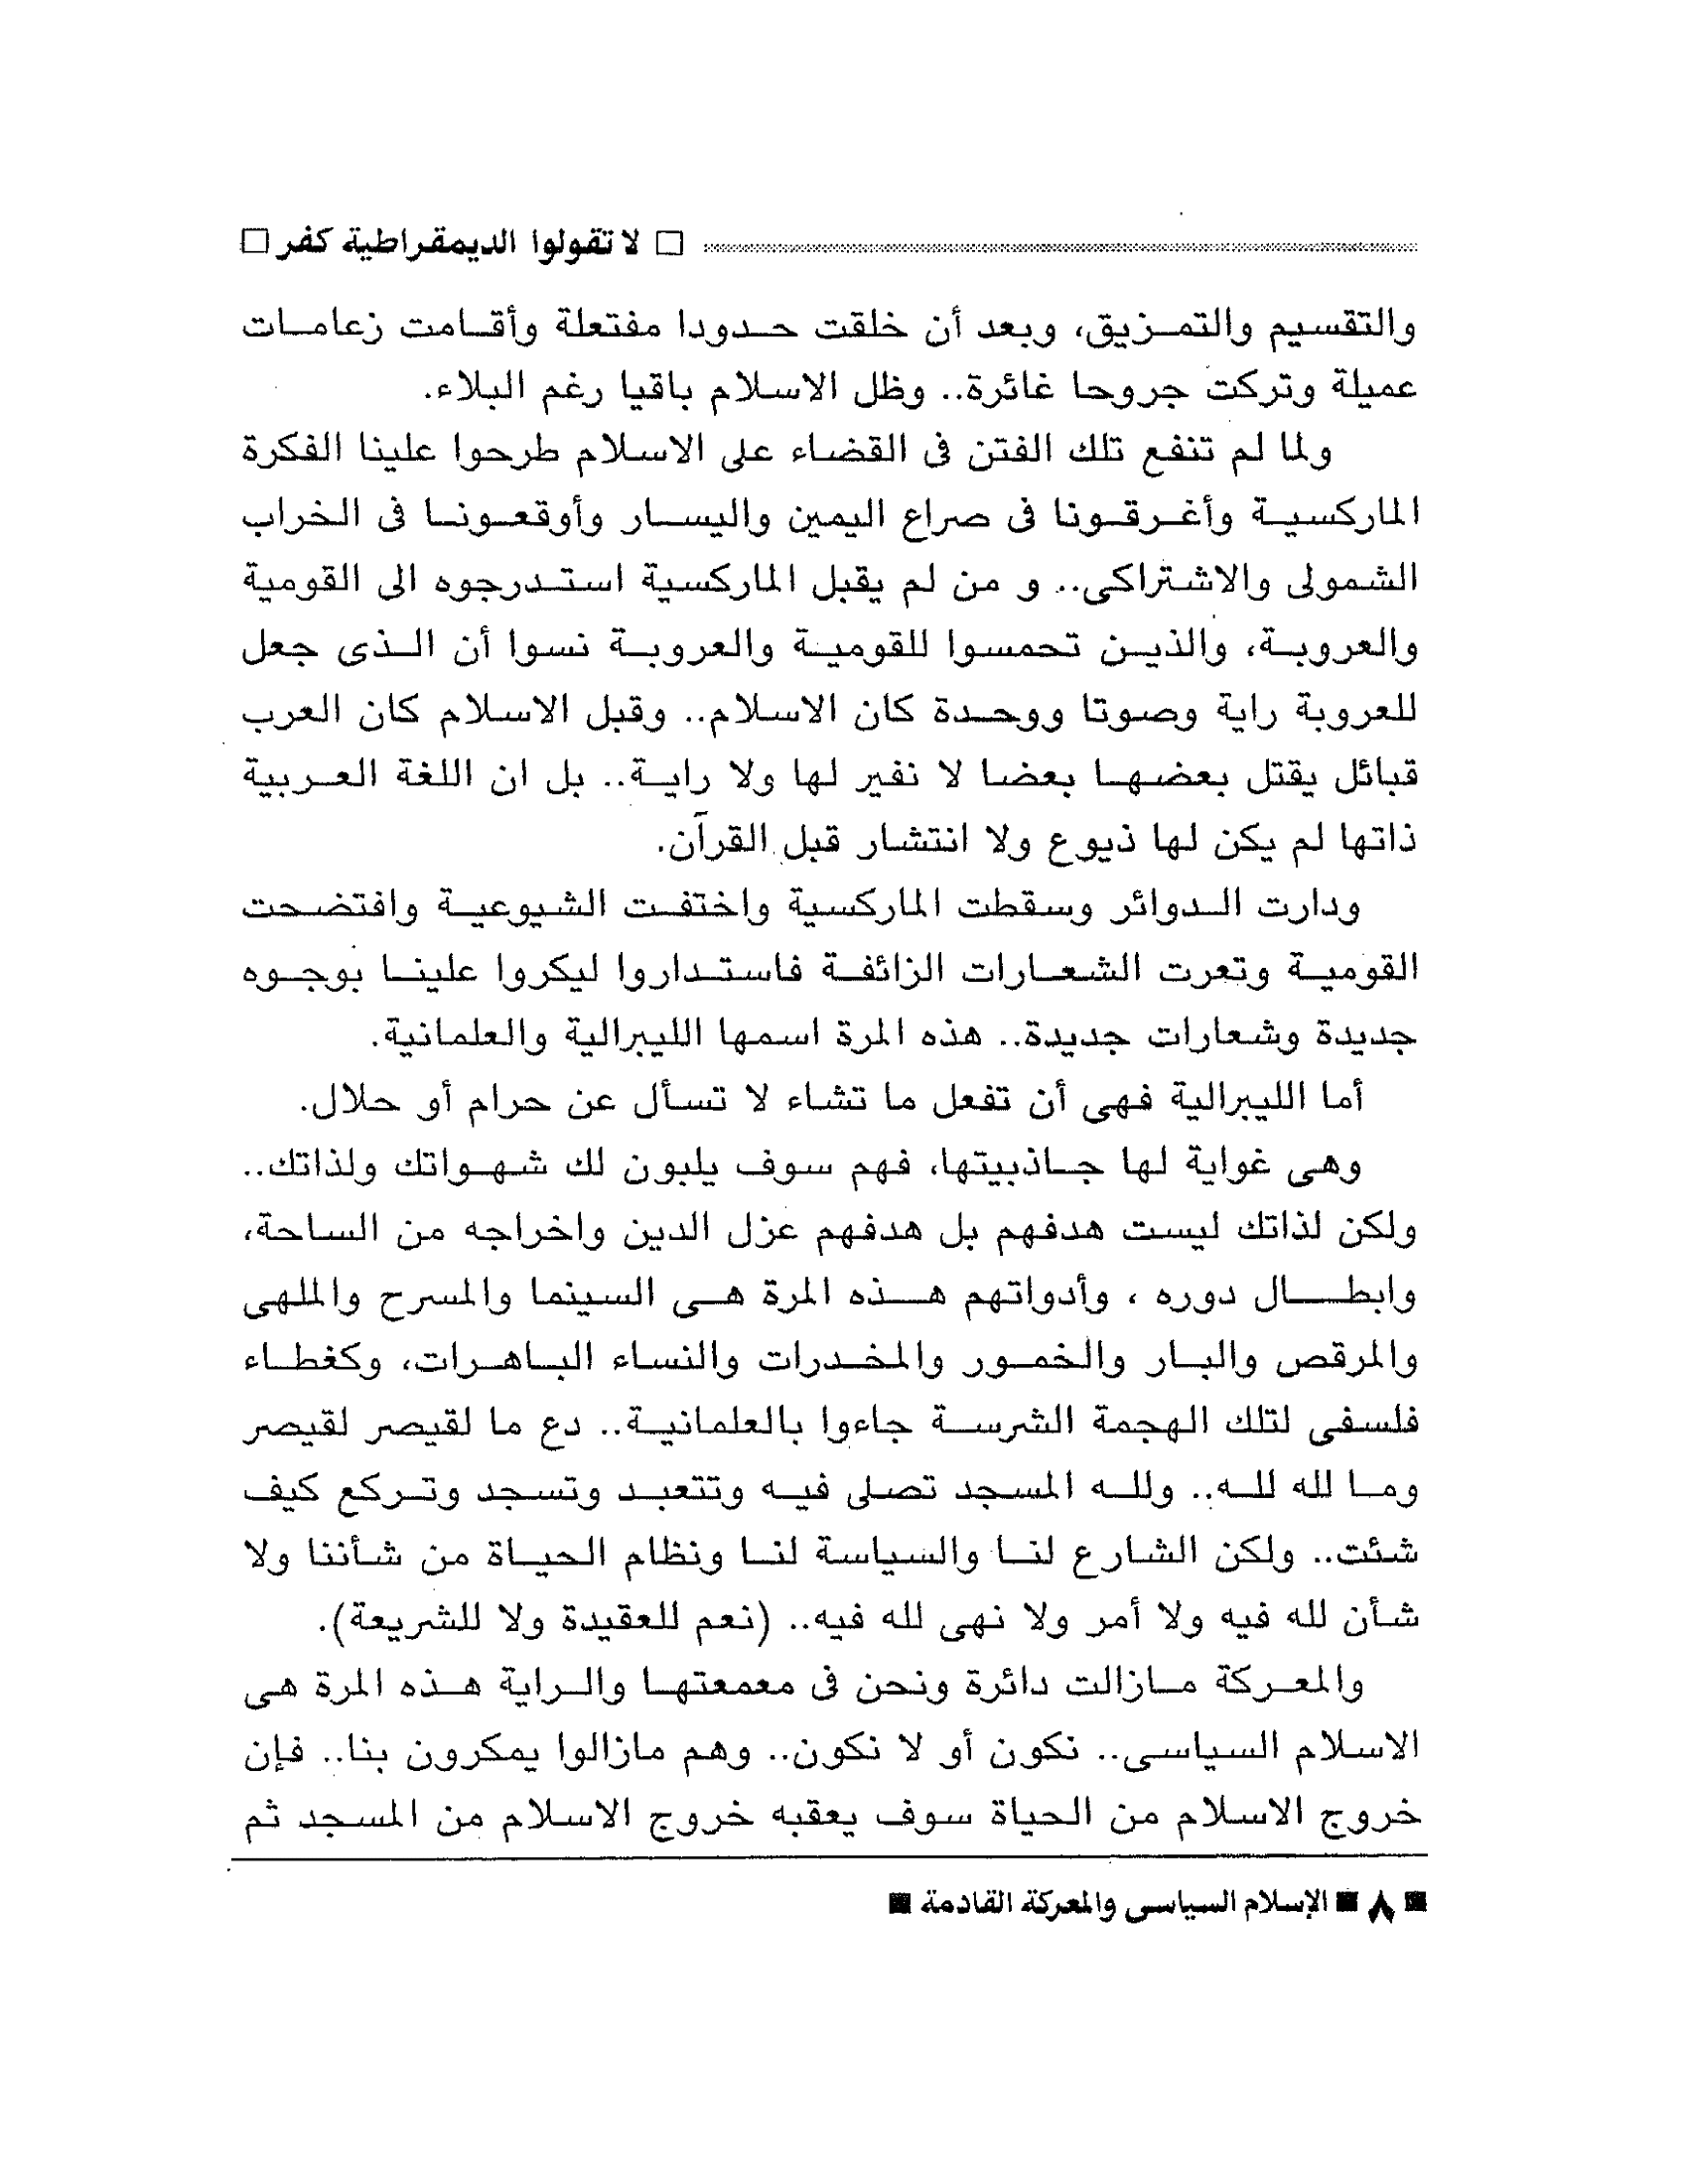 □ لا تقولوا الديمقراطية كفر □
والتقسيم والتمزيق، وبعد أن خلقت حدودا مفتعلة وأقامت زعامات
عميلة وتركت جروحا غائرة.. وظل الاسلام باقيا رغم البلاء.
ولما لم تنفع تلك الفتن فى القضاء على الاسلام طرحوا علينا الفكرة
الماركسية وأغرقونا فى صراع اليمين واليسار وأوقعونا فى الخراب
الشمولى والاشتراكى.. و من لم يقبل الماركسية استدرجوه الى القومية
والعروبة، والذين تحمسوا للقومية والعروبة نسوا أن الذى جعل
للعروبة راية وصوتا ووحدة كان الاسلام.. وقبل الاسلام كان العرب
قبائل يقتل بعضها بعضا لا نفير لها ولا راية.. بل ان اللغة العربية
ذاتها لم يكن لها ذيوع ولا انتشار قبل القرآن.
ودارت الدوائر وسقطت الماركسية واختفت الشيوعية وافتضحت
القومية وتعرت الشعارات الزائفة فاستداروا ليكروا علينا بوجوه
جديدة وشعارات جديدة.. هذه المرة اسمها الليبرالية والعلمانية.
أما الليبرالية فهى أن تفعل ما تشاء لا تسأل عن حرام أو حلال.
وهى غواية لها جاذبيتها، فهم سوف يلبون لك شهواتك ولذاتك..
ولكن لذاتك ليست هدفهم بل هدفهم عزل الدين واخراجه من الساحة،
وابطال دوره ، وأدواتهم هذه المرة هى السينما والمسرح والملهى
والمرقص والبار والخمور والمخدرات والنساء الباهرات، وكغطاء
فلسفى لتلك الهجمة الشرسة جاءوا بالعلمانية.. دع ما لقيصر لقيصر
وما لله لله.. ولله المسجد تصلى فيه وتتعبد وتسجد وتركع كيف
شئت.. ولكن الشارع لنا والسياسة لنا ونظام الحياة من شأننا ولا
شأن لله فيه ولا أمر ولا نهى لله فيه.. (نعم للعقيدة ولا للشريعة).
والمعركة مازالت دائرة ونحن فى معمعتها والراية هذه المرة هى
الاسلام السياسى.. نكون أو لا نكون.. وهم مازالوا يمكرون بنا.. فإن
خروج الاسلام من الحياة سوف يعقبه خروج الاسلام من المسجد ثم
■ ٨ ■ الإسلام السياسى والمعركة القادمة ■